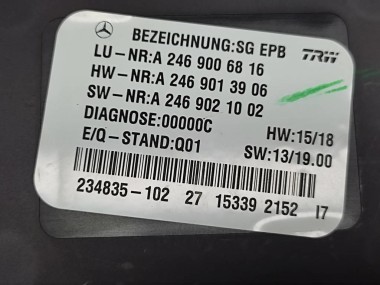 BEZEICHNUNG:SG EPB TRW
LU-NR:A 246 900 68 16
HW-NR:A 246 901 39 06
SW-NR:A 246 902 10 02
DIAGNOSE:00000C HW:15/18
E/Q-STAND:Q01 SW:13/19.00
234835-102 27 15339 2152 17